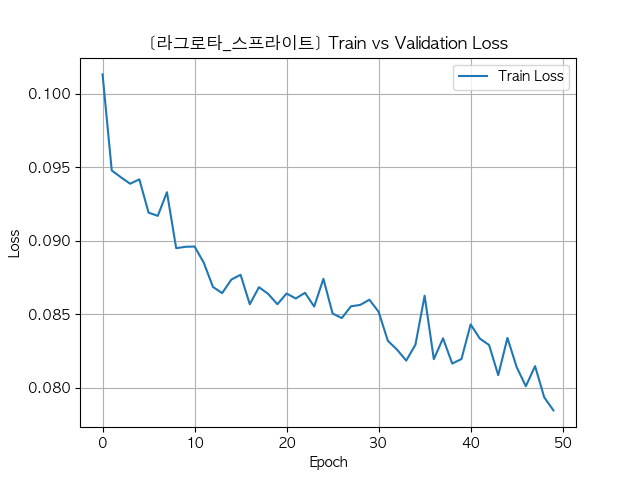 [라그로타_스프라이트] Train vs Validation Loss
Train Loss
0.100
0.095
0.090
0.085
0.080
Loss
0 10 20 30 40 50
Epoch